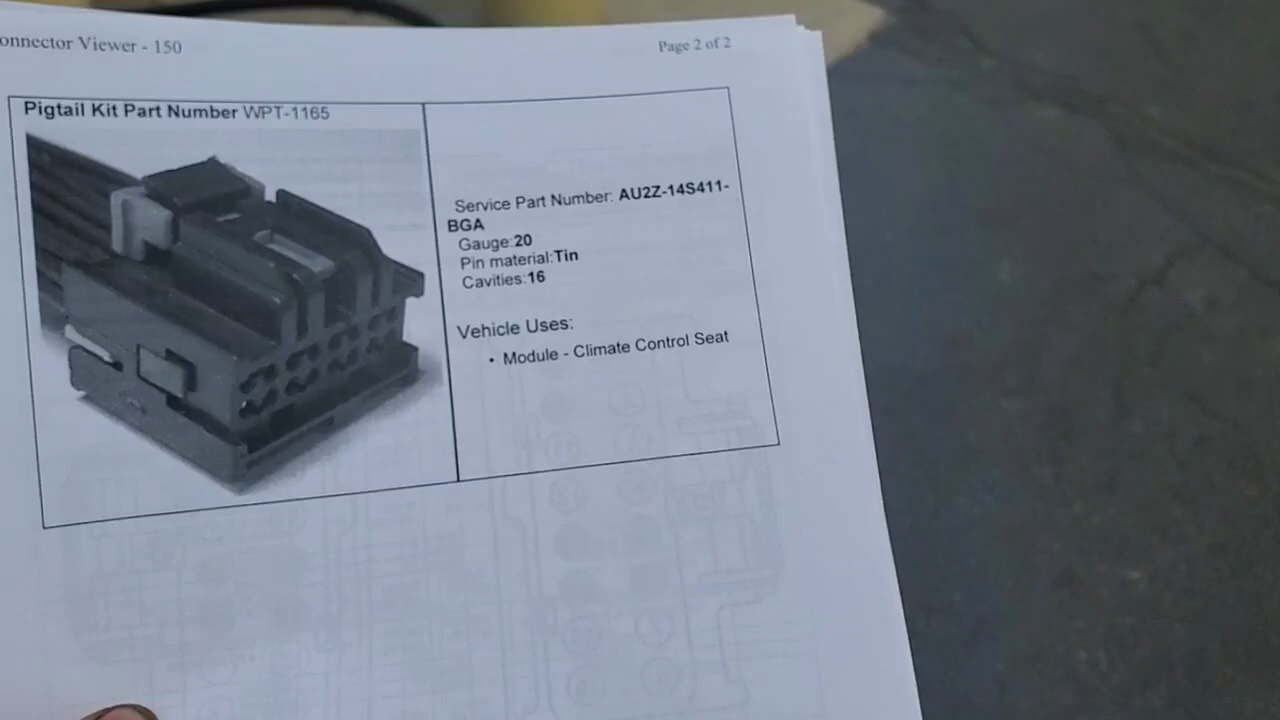 onnector Viewer - 150
Page 2 of 2
Pigtail Kit Part Number WPT-1165
Service Part Number: AU2Z-14S411-
BGA
Gauge:20
Pin material:Tin
Cavities:16
Vehicle Uses:
• Module - Climate Control Seat